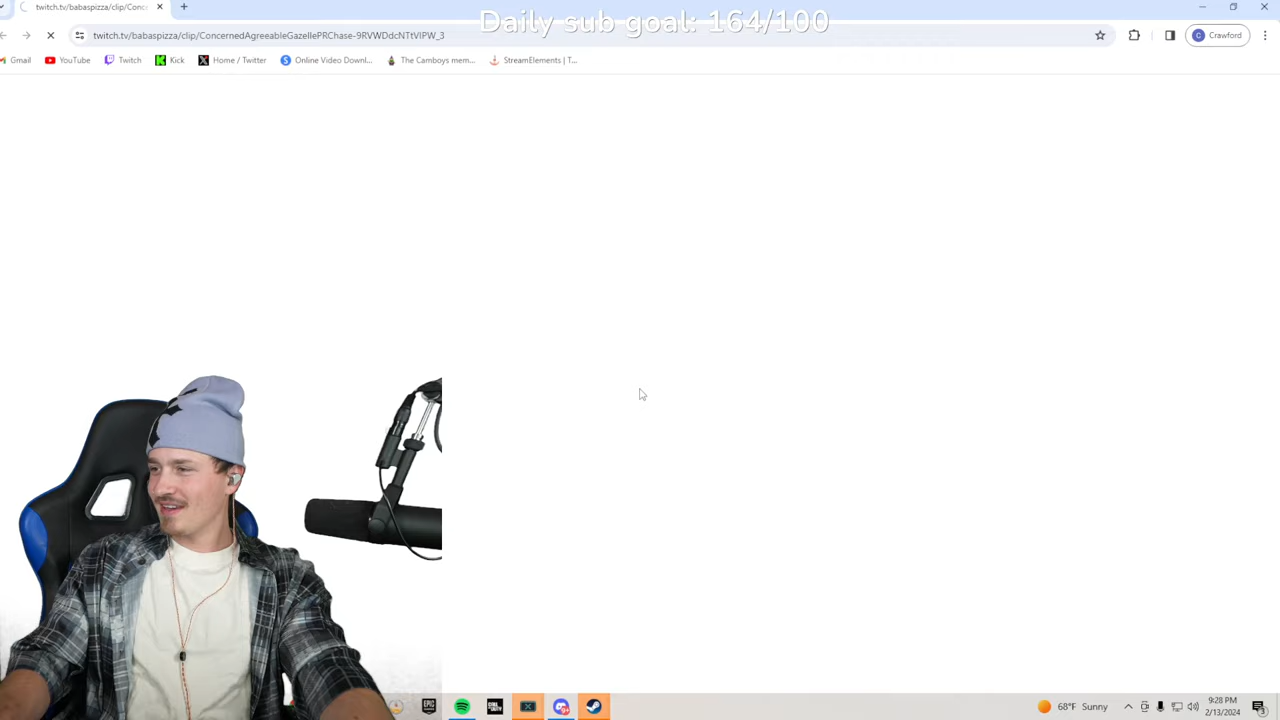 twitch.tv/babaspizza/clip/Conc
Daily sub goal: 164/100
twitch.tv/babaspizza/clip/ConcernedAgreeableGazellePRChase-9RVWDdcNTtVIPW_3
C Crawford
Gmail
YouTube
Twitch
Kick
Home / Twitter
Online Video Downl...
The Camboys mem...
StreamElements | T...
EPIC
9+
68°F Sunny
9:28 PM
2/13/2024